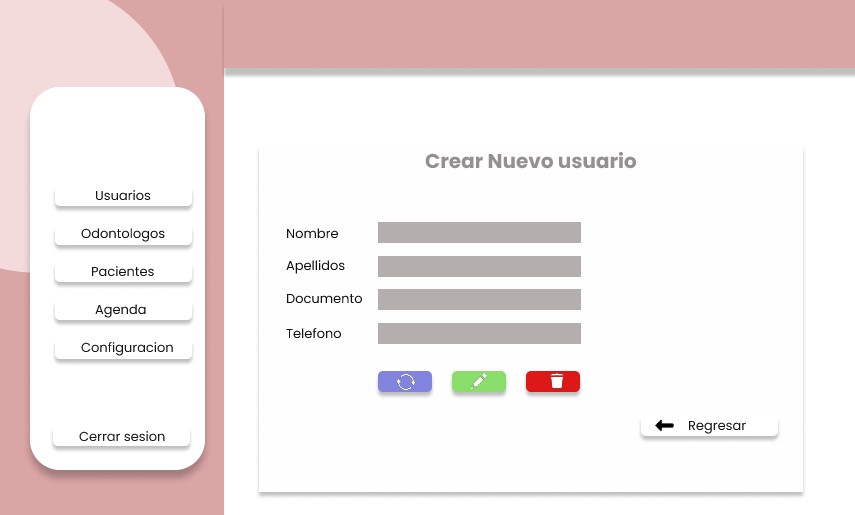 Usuarios
Odontologos
Pacientes
Agenda
Configuracion
Cerrar sesion
Crear Nuevo usuario
Nombre
Apellidos
Documento
Telefono
Regresar